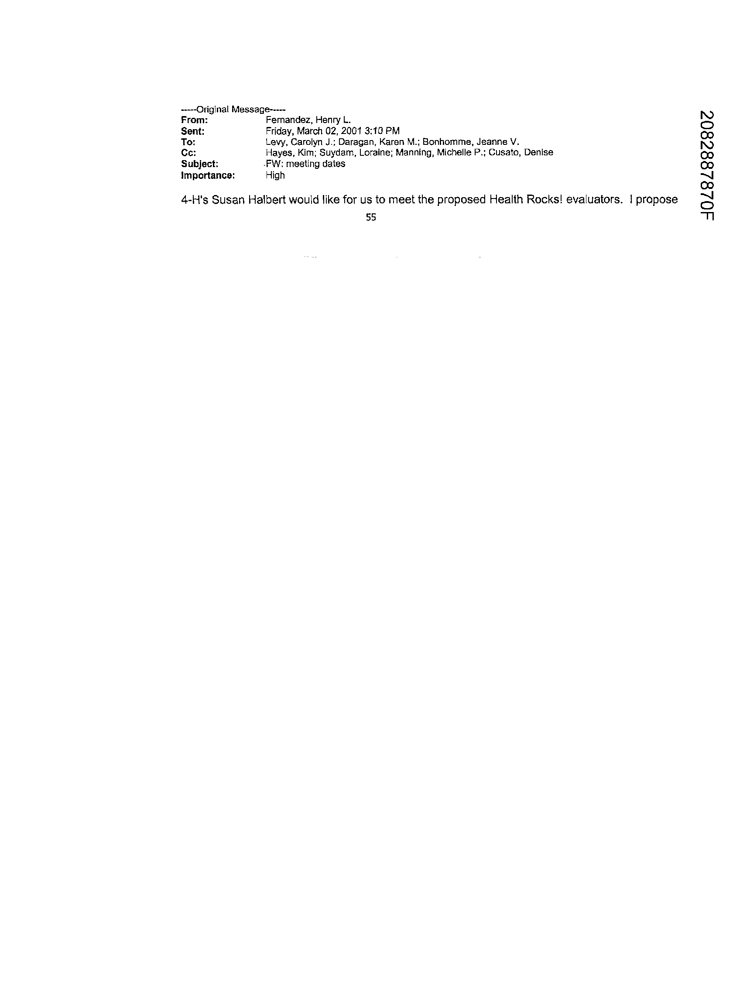 -----Original Message-----
From: Fernandez, Henry L.
Sent: Friday, March 02, 2001 3:10 PM
To: Levy, Carolyn J.; Daragan, Karen M.; Bonhomme, Jeanne V.
Cc: Hayes, Kim; Suydam, Loraine; Manning, Michelle P.; Cusato, Denise
Subject: FW: meeting dates
Importance: High
4-H's Susan Halbert would like for us to meet the proposed Health Rocks! evaluators. I propose
55
2082887870F